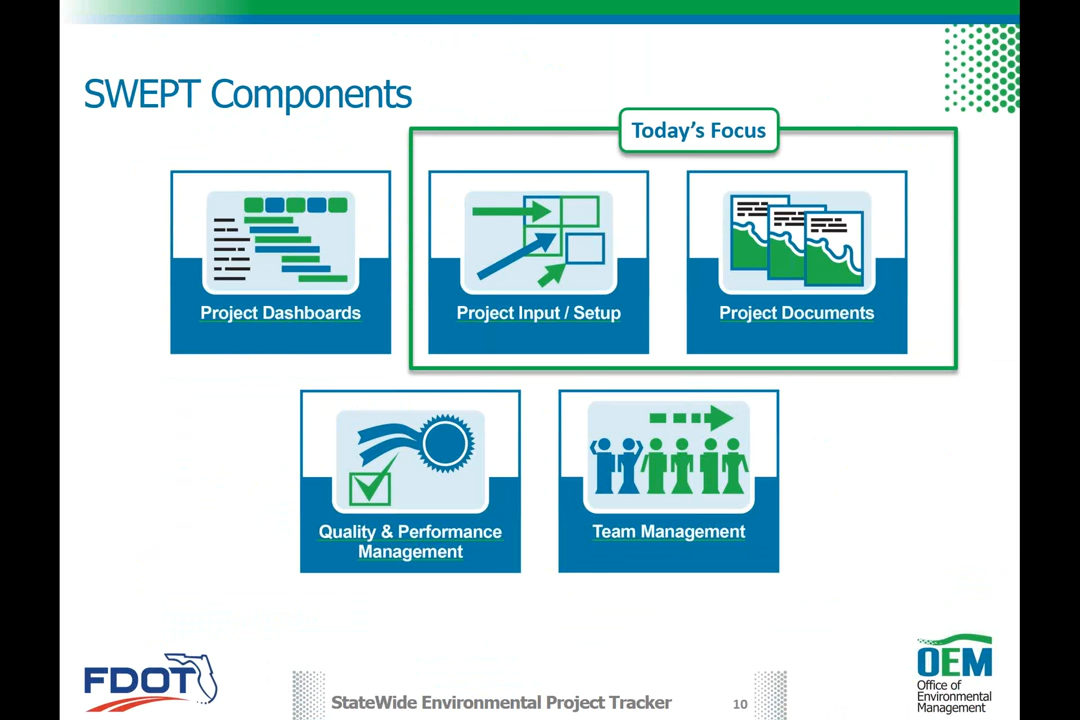 SWEPT Components
Today's Focus
Project Dashboards
Project Input / Setup
Project Documents
Quality & Performance
Management
Team Management
FDOT
StateWide Environmental Project Tracker
10
OEM
Office of
Environmental
Management